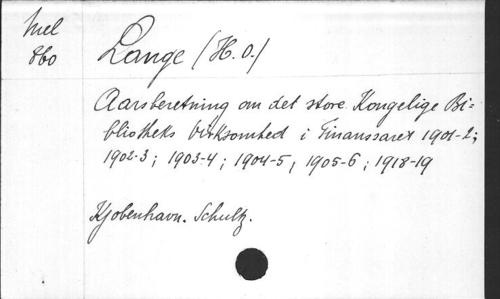 Mel
860
Lange (H.O.)
Aarsberetning om det store Kongelige Bi=
bliotheks Virksomhed i Finansaaret 1901-2;
1902-3; 1903-4; 1904-5, 1905-6; 1918-19
Kjobenhavn. Schultz.